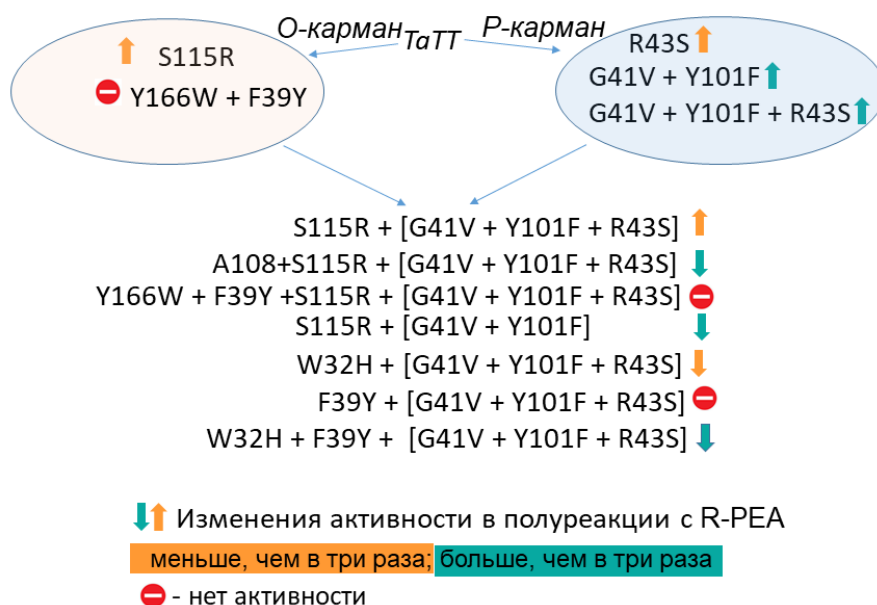 О-карман TaTT Р-карман
S115R
Y166W + F39Y
R43S
G41V + Y101F
G41V + Y101F + R43S
S115R + [G41V + Y101F + R43S]
A108+S115R + [G41V + Y101F + R43S]
Y166W + F39Y +S115R + [G41V + Y101F + R43S]
S115R + [G41V + Y101F]
W32H + [G41V + Y101F + R43S]
F39Y + [G41V + Y101F + R43S]
W32H + F39Y + [G41V + Y101F + R43S]
Изменения активности в полуреакции с R-PEA
меньше, чем в три раза; больше, чем в три раза
- нет активности